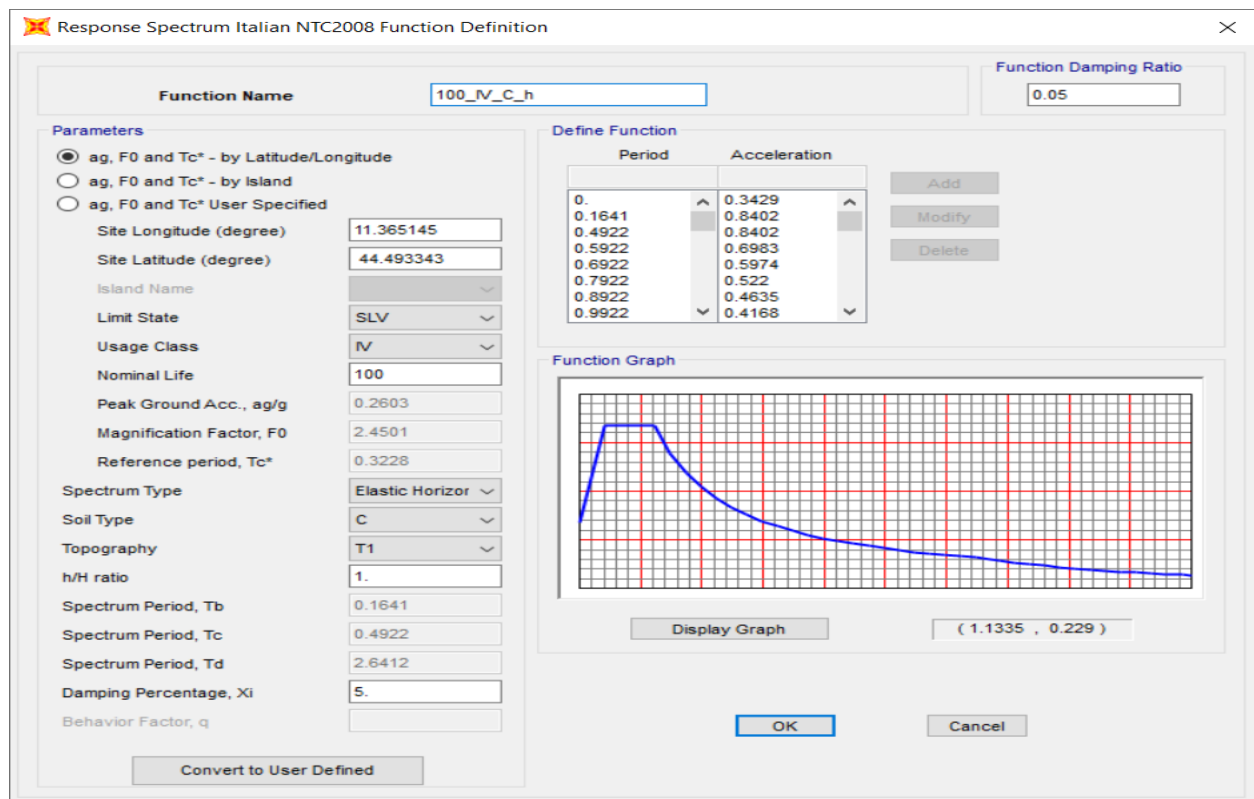 Response Spectrum Italian NTC2008 Function Definition
Function Name
100_IV_C_h
Function Damping Ratio
0.05
Parameters
ag, F0 and Tc* - by Latitude/Longitude
ag, F0 and Tc* - by Island
ag, F0 and Tc* User Specified
Site Longitude (degree) 11.365145
Site Latitude (degree) 44.493343
Island Name
Limit State SLV
Usage Class IV
Nominal Life 100
Peak Ground Acc., ag/g 0.2603
Magnification Factor, F0 2.4501
Reference period, Tc* 0.3228
Spectrum Type Elastic Horizor
Soil Type C
Topography T1
h/H ratio 1.
Spectrum Period, Tb 0.1641
Spectrum Period, Tc 0.4922
Spectrum Period, Td 2.6412
Damping Percentage, Xi 5.
Behavior Factor, q
Convert to User Defined
Define Function
Period Acceleration
0. 0.3429
0.1641 0.8402
0.4922 0.8402
0.5922 0.6983
0.6922 0.5974
0.7922 0.522
0.8922 0.4635
0.9922 0.4168
Add
Modify
Delete
Function Graph
Display Graph
( 1.1335 , 0.229 )
OK
Cancel